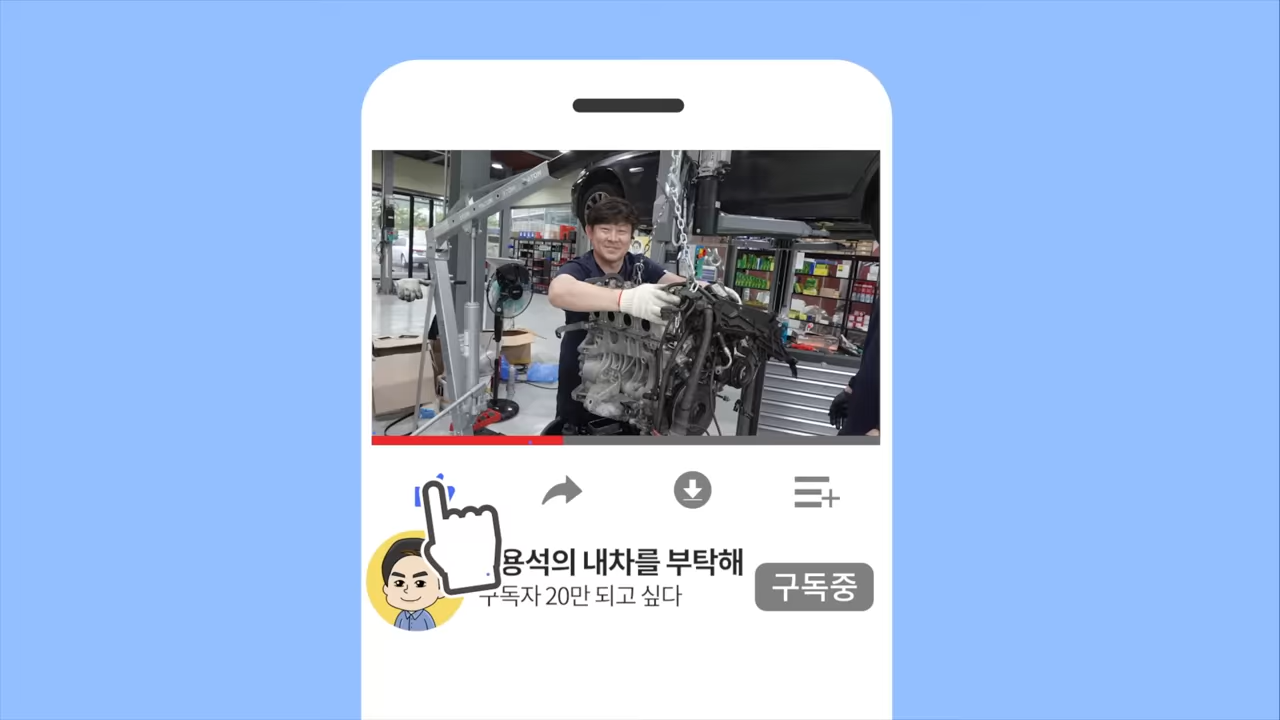 용석의 내차를 부탁해
구독자 20만 되고 싶다
구독중